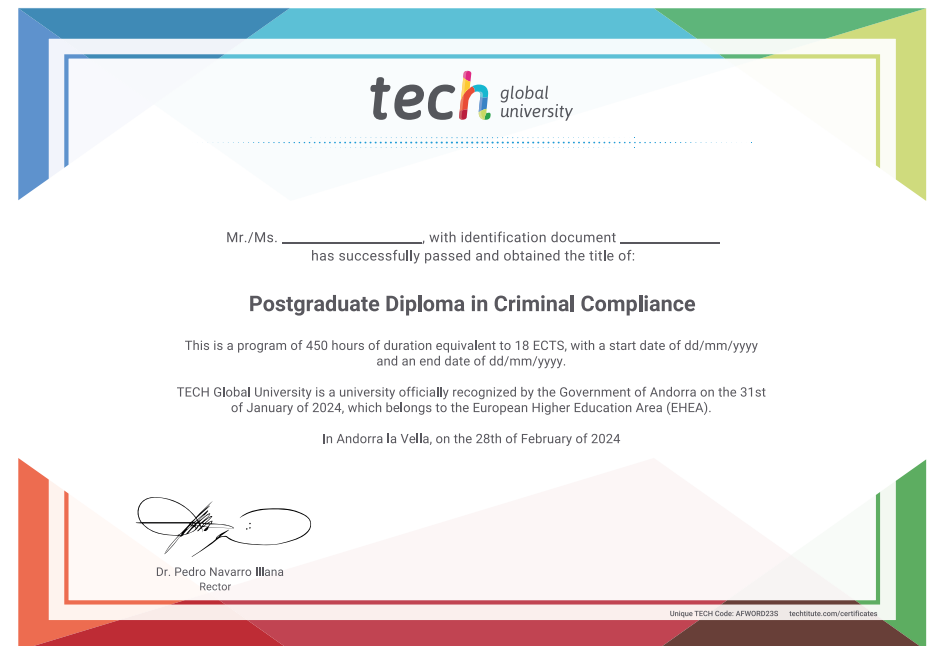 tech global
university
Mr./Ms. ________________, with identification document ____________
has successfully passed and obtained the title of:
Postgraduate Diploma in Criminal Compliance
This is a program of 450 hours of duration equivalent to 18 ECTS, with a start date of dd/mm/yyyy
and an end date of dd/mm/yyyy.
TECH Global University is a university officially recognized by the Government of Andorra on the 31st
of January of 2024, which belongs to the European Higher Education Area (EHEA).
In Andorra la Vella, on the 28th of February of 2024
Dr. Pedro Navarro Illana
Rector
Unique TECH Code: AFWORD23S techtitute.com/certificates